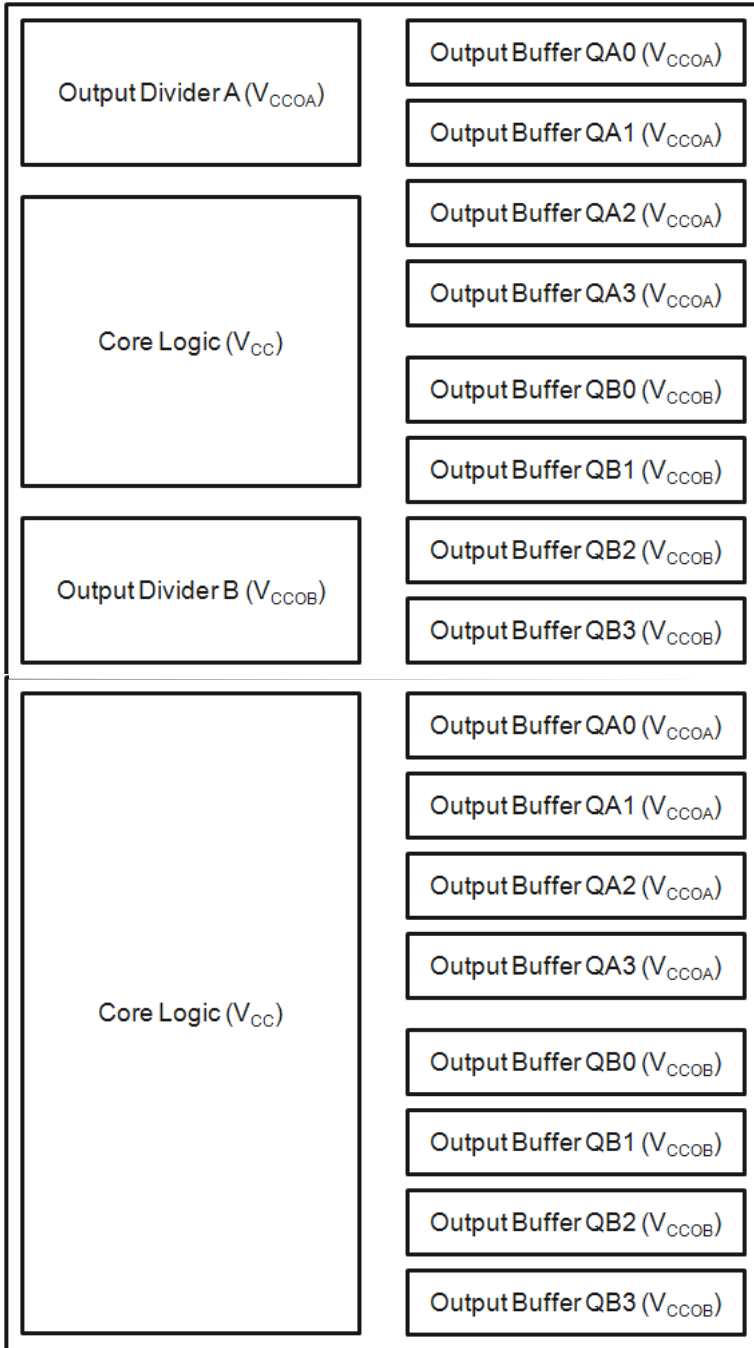 Output Divider A (VCCOA)
Core Logic (VCC)
Output Divider B (VCCOB)
Output Buffer QA0 (VCCOA)
Output Buffer QA1 (VCCOA)
Output Buffer QA2 (VCCOA)
Output Buffer QA3 (VCCOA)
Output Buffer QB0 (VCCOB)
Output Buffer QB1 (VCCOB)
Output Buffer QB2 (VCCOB)
Output Buffer QB3 (VCCOB)
Core Logic (VCC)
Output Buffer QA0 (VCCOA)
Output Buffer QA1 (VCCOA)
Output Buffer QA2 (VCCOA)
Output Buffer QA3 (VCCOA)
Output Buffer QB0 (VCCOB)
Output Buffer QB1 (VCCOB)
Output Buffer QB2 (VCCOB)
Output Buffer QB3 (VCCOB)